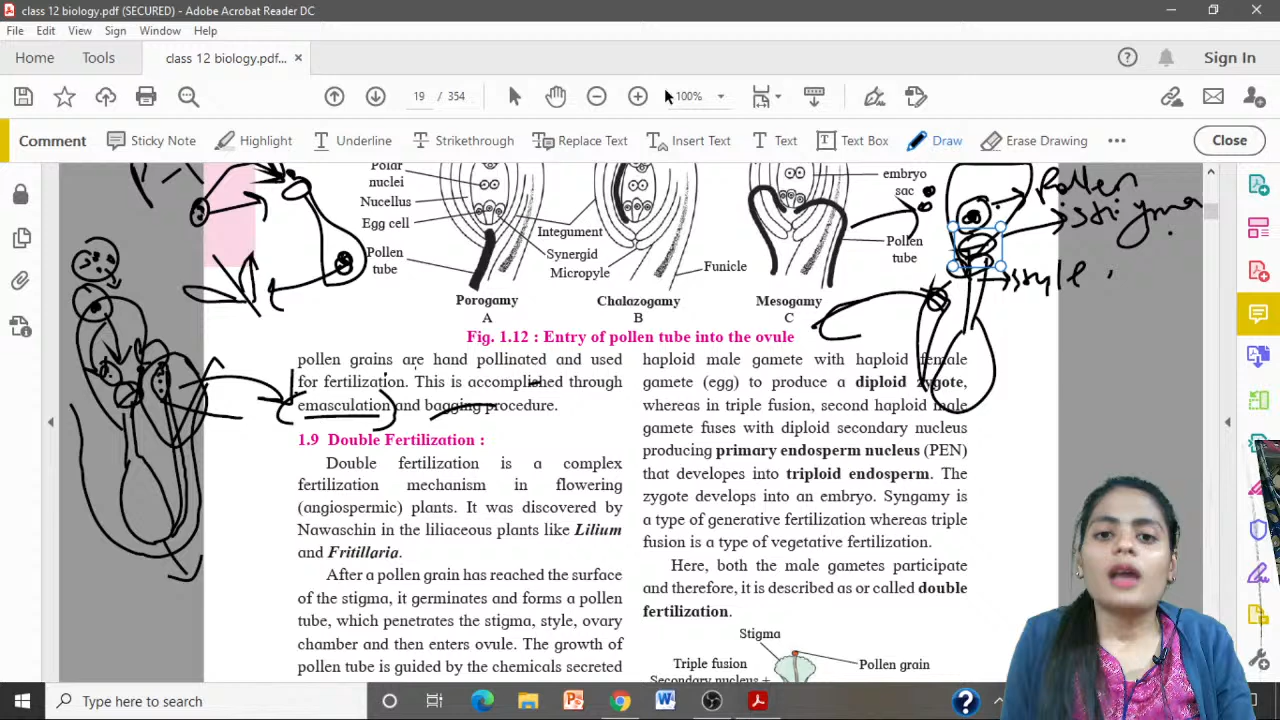 class 12 biology.pdf (SECURED) - Adobe Acrobat Reader DC
File Edit View Sign Window Help
Home Tools class 12 biology.pdf... × Sign In
19 / 354 100%
Comment Sticky Note Highlight Underline Strikethrough Replace Text Insert Text Text Text Box Draw Erase Drawing Close
Polar
nuclei
Nucellus
Egg cell
Pollen
tube
Integument
Synergid
Micropyle
Funicle
embryo
sac
Pollen
tube
Pollen
stigma
style
Porogamy
A
Chalazogamy
B
Mesogamy
C
Fig. 1.12 : Entry of pollen tube into the ovule
pollen grains are hand pollinated and used
for fertilization. This is accomplished through
emasculation and bagging procedure.
1.9 Double Fertilization :
Double fertilization is a complex
fertilization mechanism in flowering
(angiospermic) plants. It was discovered by
Nawaschin in the liliaceous plants like Lilium
and Fritillaria.
After a pollen grain has reached the surface
of the stigma, it germinates and forms a pollen
tube, which penetrates the stigma, style, ovary
chamber and then enters ovule. The growth of
pollen tube is guided by the chemicals secreted
haploid male gamete with haploid female
gamete (egg) to produce a diploid zygote,
whereas in triple fusion, second haploid male
gamete fuses with diploid secondary nucleus
producing primary endosperm nucleus (PEN)
that developes into triploid endosperm. The
zygote develops into an embryo. Syngamy is
a type of generative fertilization whereas triple
fusion is a type of vegetative fertilization.
Here, both the male gametes participate
and therefore, it is described as or called double
fertilization.
Stigma
Triple fusion
Pollen grain
Secondary nucleus +
Type here to search